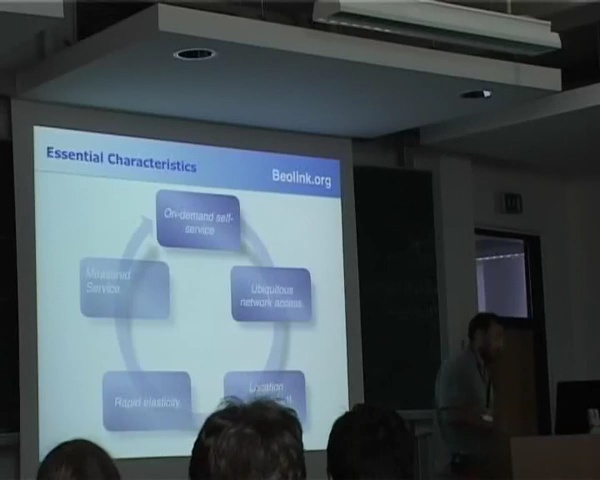 Essential Characteristics
Beolink.org
On-demand self-
service
Measured
Service
Ubiquitous
network access
Rapid elasticity
Location